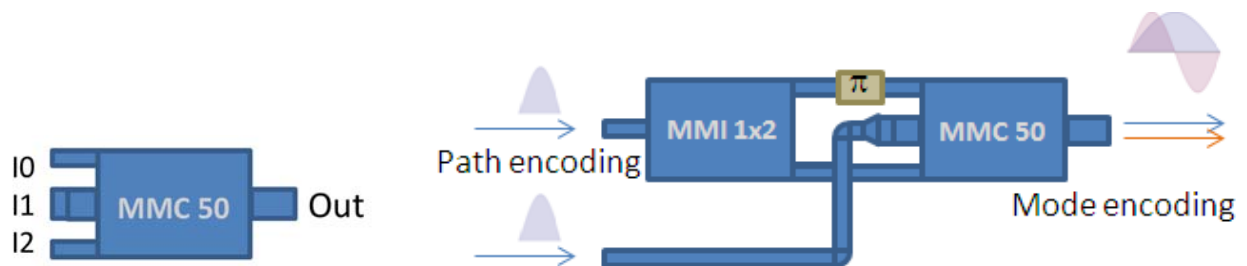 I0
I1
I2
MMC 50
Out
Path encoding
MMI 1x2
π
MMC 50
Mode encoding